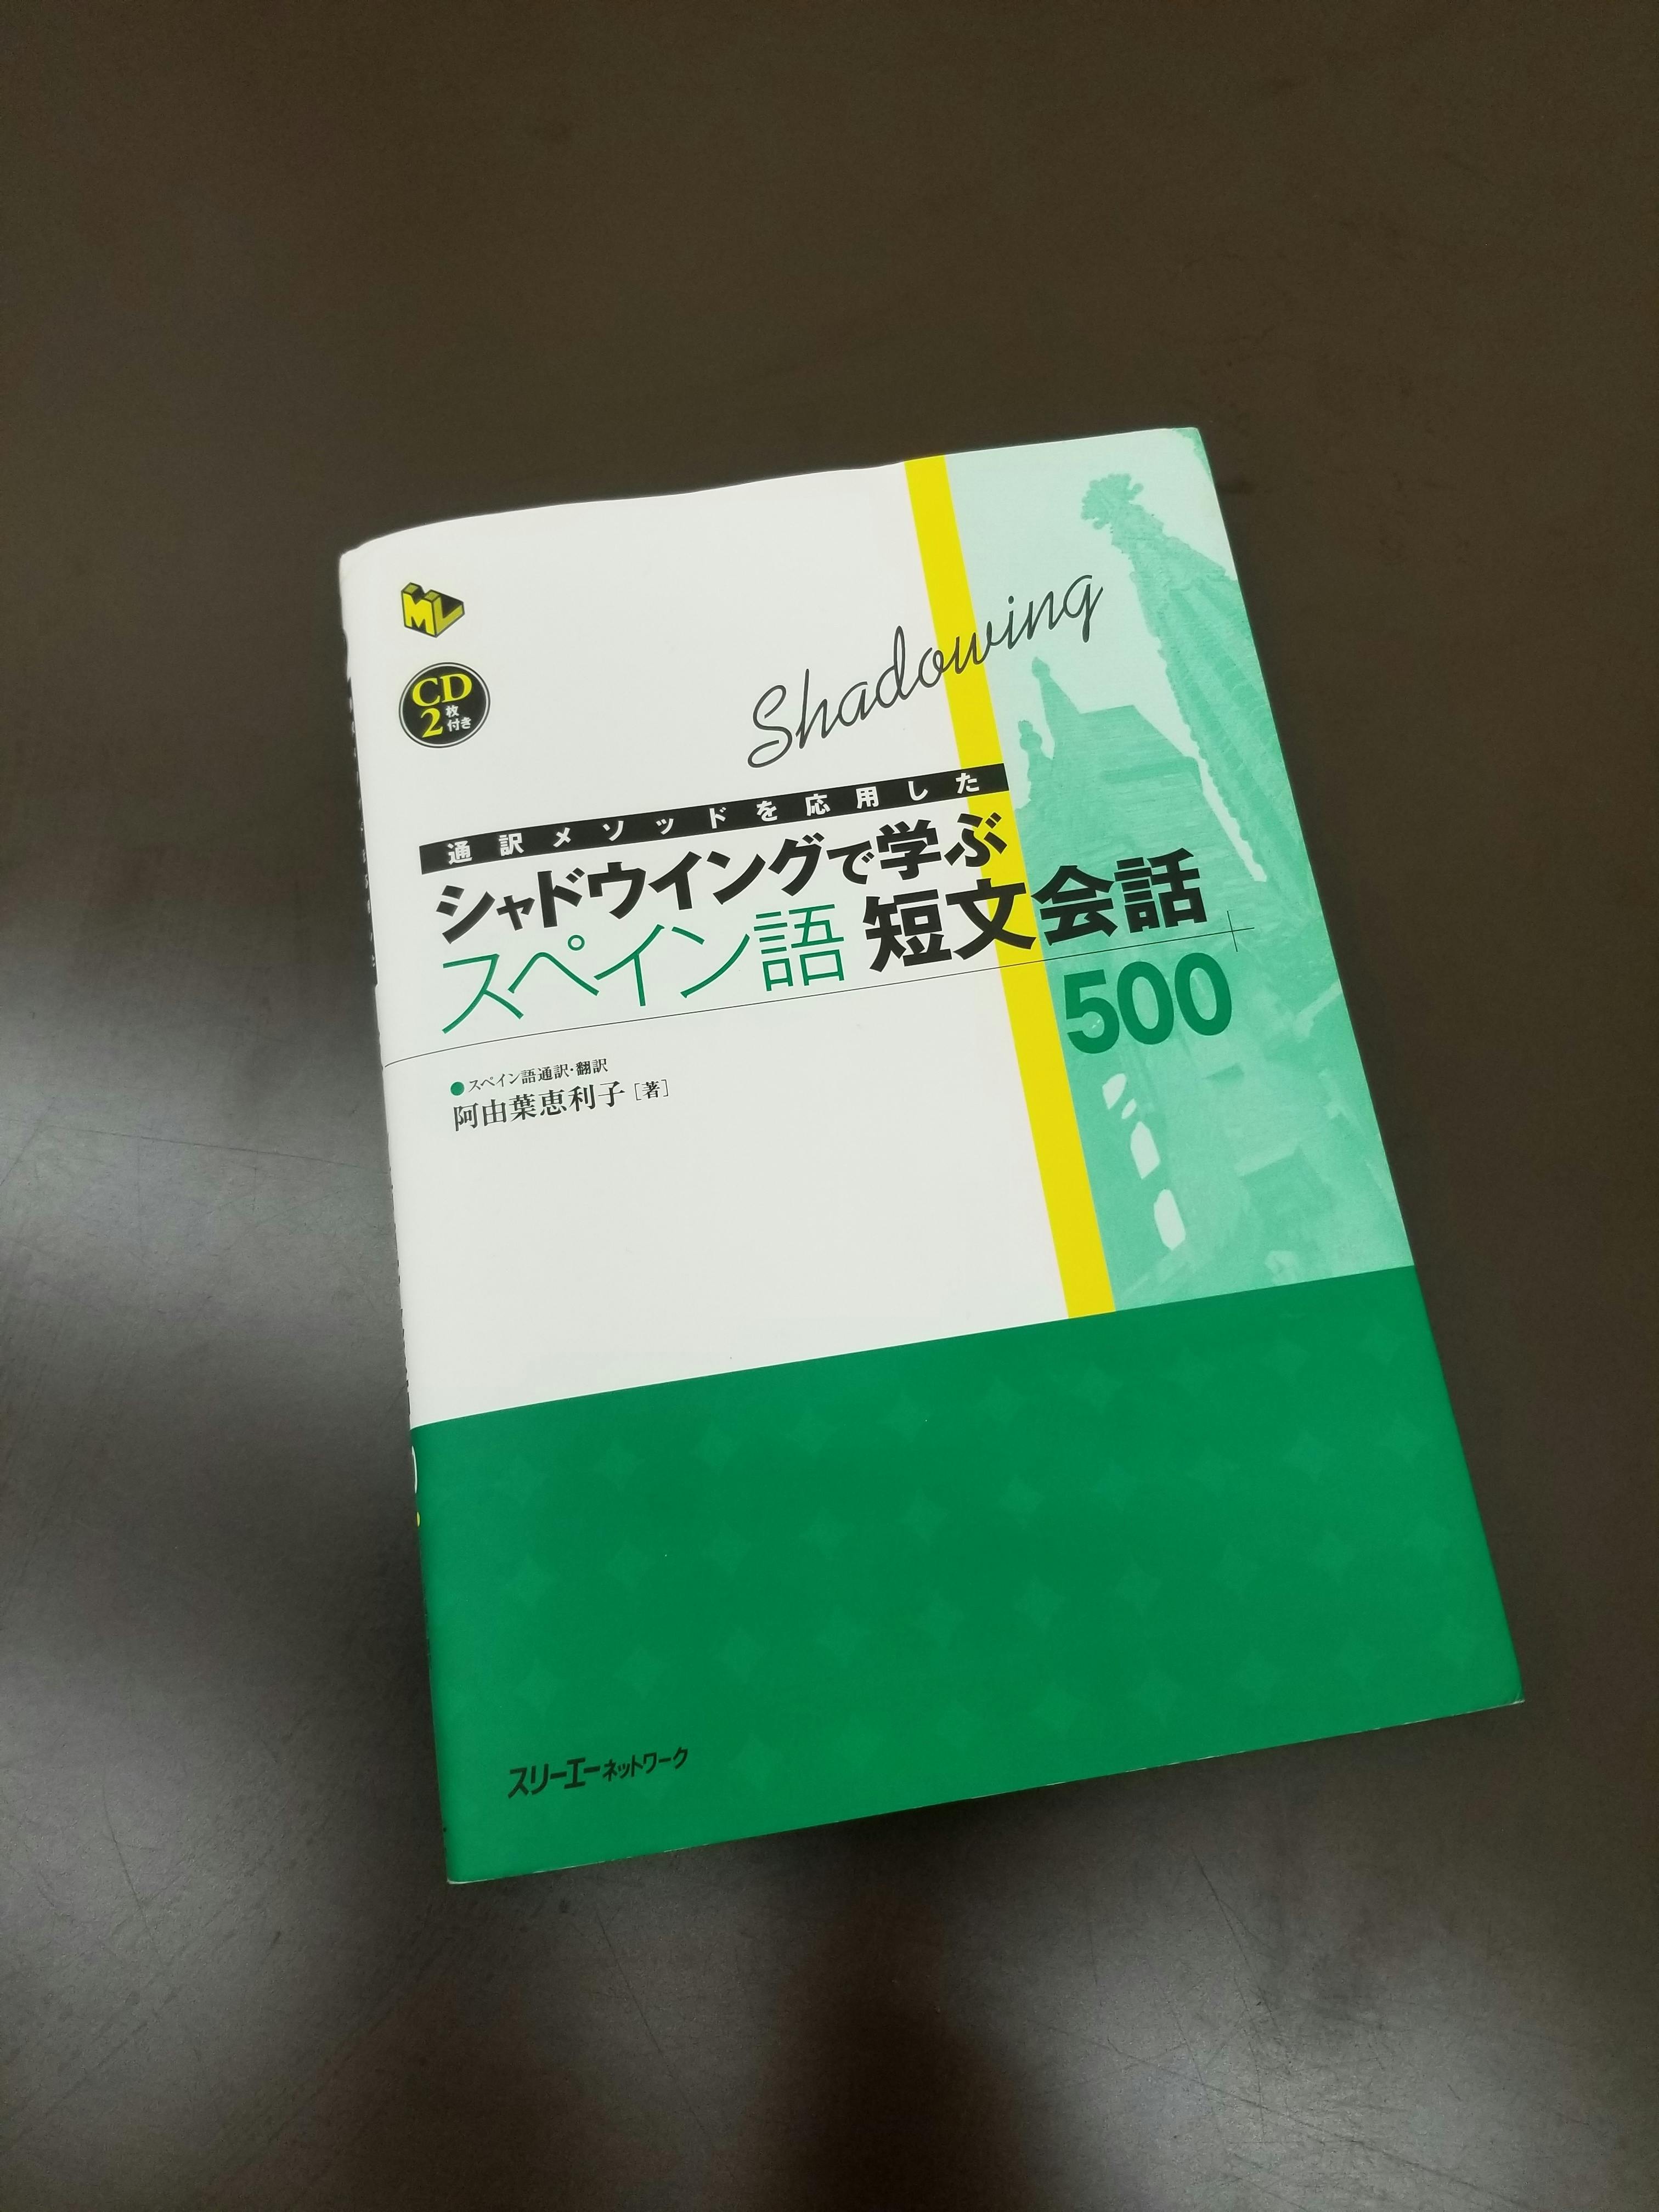 ML
CD
2枚付き
Shadowing
通訳メソッドを応用した
シャドウイングで学ぶ
スペイン語 短文会話
500
●スペイン語通訳・翻訳
阿由葉恵利子[著]
スリーエーネットワーク